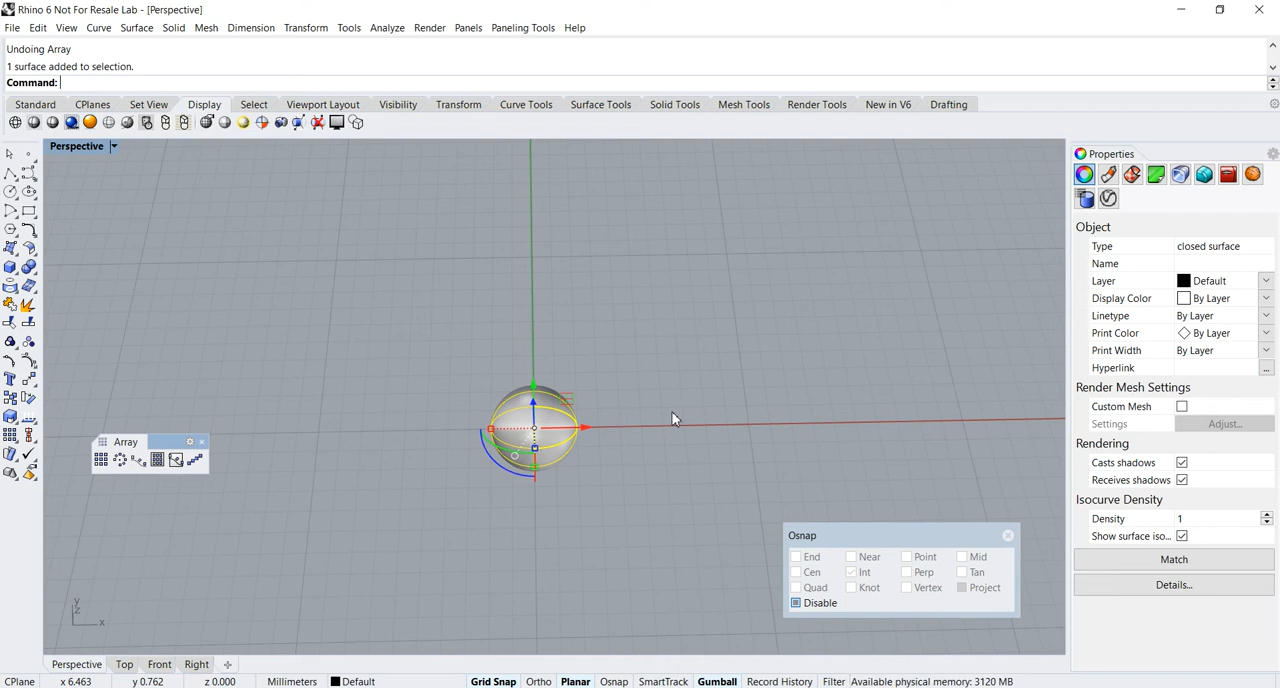 Rhino 6 Not For Resale Lab - [Perspective]
File Edit View Curve Surface Solid Mesh Dimension Transform Tools Analyze Render Panels Paneling Tools Help
Undoing Array
1 surface added to selection.
Command:
Standard CPlanes Set View Display Select Viewport Layout Visibility Transform Curve Tools Surface Tools Solid Tools Mesh Tools Render Tools New in V6 Drafting
Perspective
Properties
Object
Type closed surface
Name
Layer Default
Display Color By Layer
Linetype By Layer
Print Color By Layer
Print Width By Layer
Hyperlink ...
Render Mesh Settings
Custom Mesh
Settings Adjust...
Rendering
Casts shadows
Receives shadows
Isocurve Density
Density 1
Show surface iso...
Match
Details...
Array
Osnap
End Near Point Mid
Cen Int Perp Tan
Quad Knot Vertex Project
Disable
y
z
x
Perspective Top Front Right
CPlane x 6.463 y 0.762 z 0.000 Millimeters Default Grid Snap Ortho Planar Osnap SmartTrack Gumball Record History Filter Available physical memory: 3120 MB